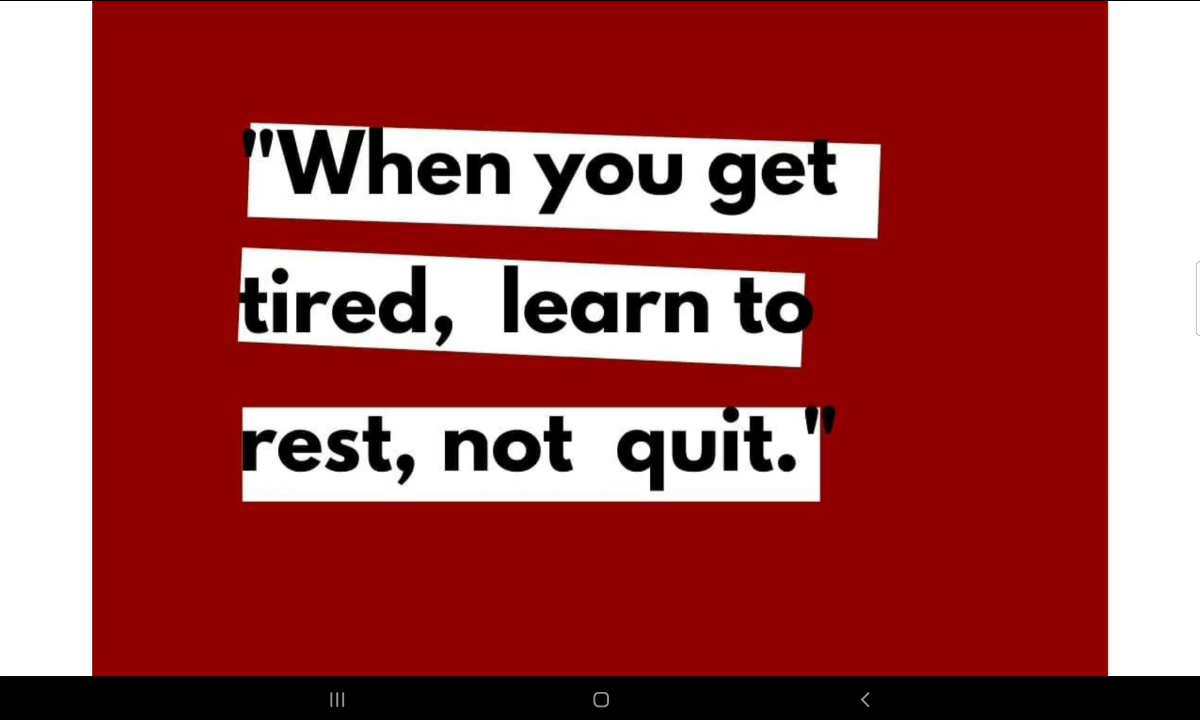 "When you get
tired,  learn to
rest, not  quit."